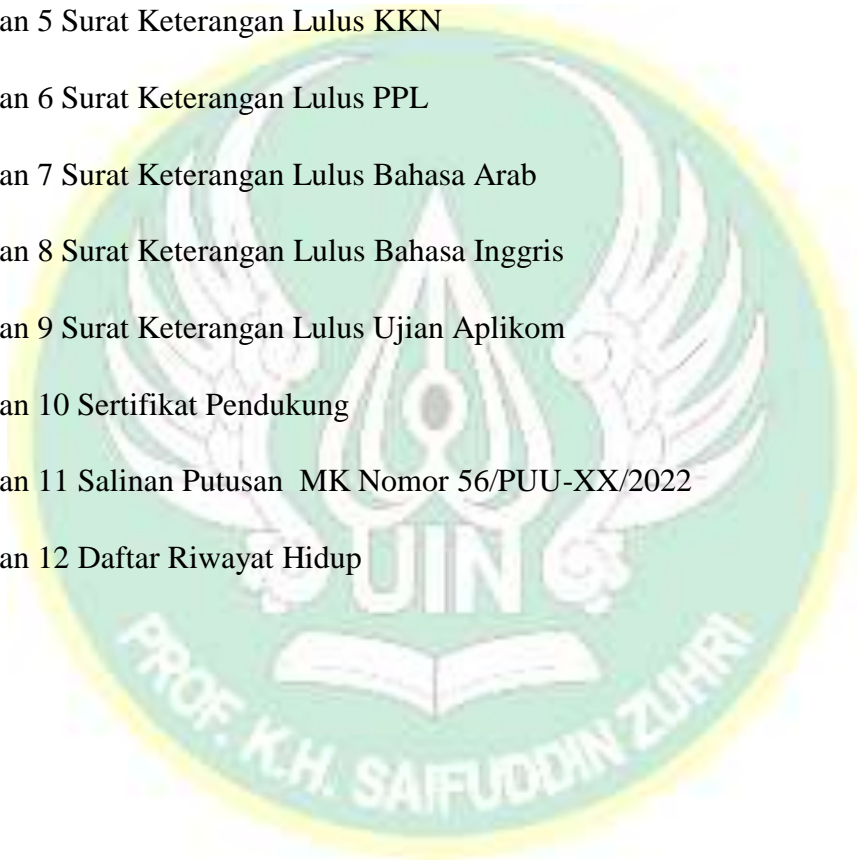 an 5 Surat Keterangan Lulus KKN
an 6 Surat Keterangan Lulus PPL
an 7 Surat Keterangan Lulus Bahasa Arab
an 8 Surat Keterangan Lulus Bahasa Inggris
an 9 Surat Keterangan Lulus Ujian Aplikom
an 10 Sertifikat Pendukung
an 11 Salinan Putusan  MK Nomor 56/PUU-XX/2022
an 12 Daftar Riwayat Hidup
UIN
PROF. K.H. SAIFUDDIN ZUHRI